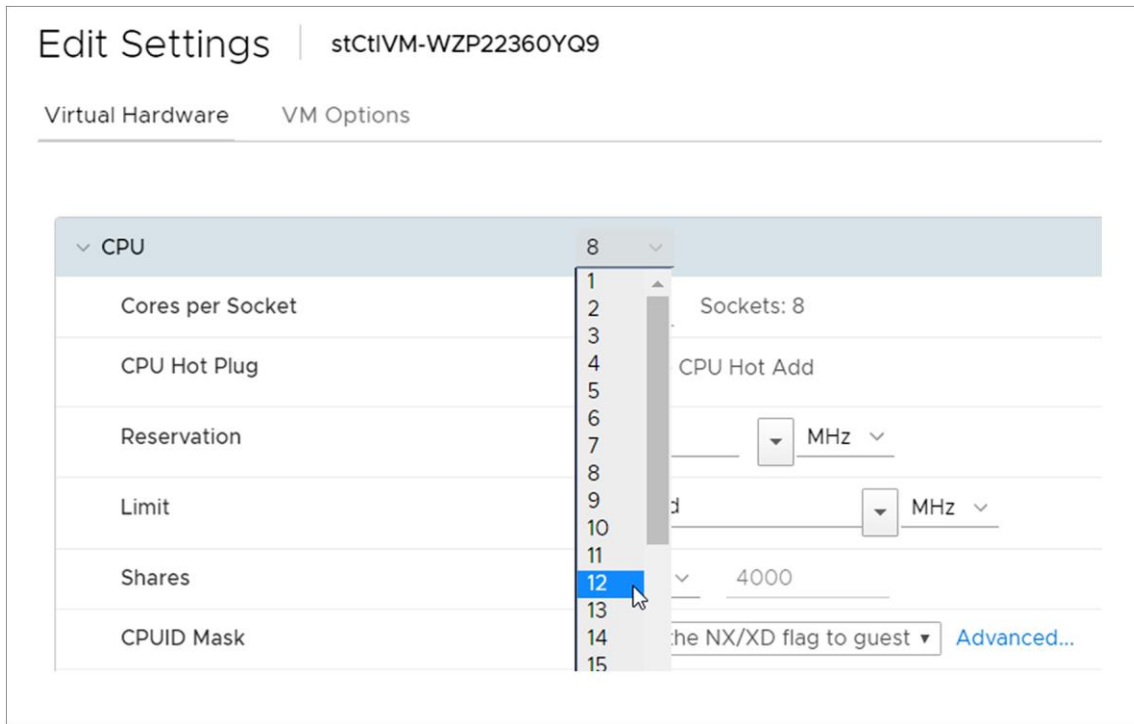 Edit Settings stCtlVM-WZP22360YQ9
Virtual Hardware VM Options
CPU 8
1
Cores per Socket 2 Sockets: 8
3
CPU Hot Plug 4 CPU Hot Add
5
6
Reservation 7 MHz
8
9
Limit 10 MHz
11
Shares 12 4000
13
CPUID Mask 14 the NX/XD flag to guest Advanced...
15